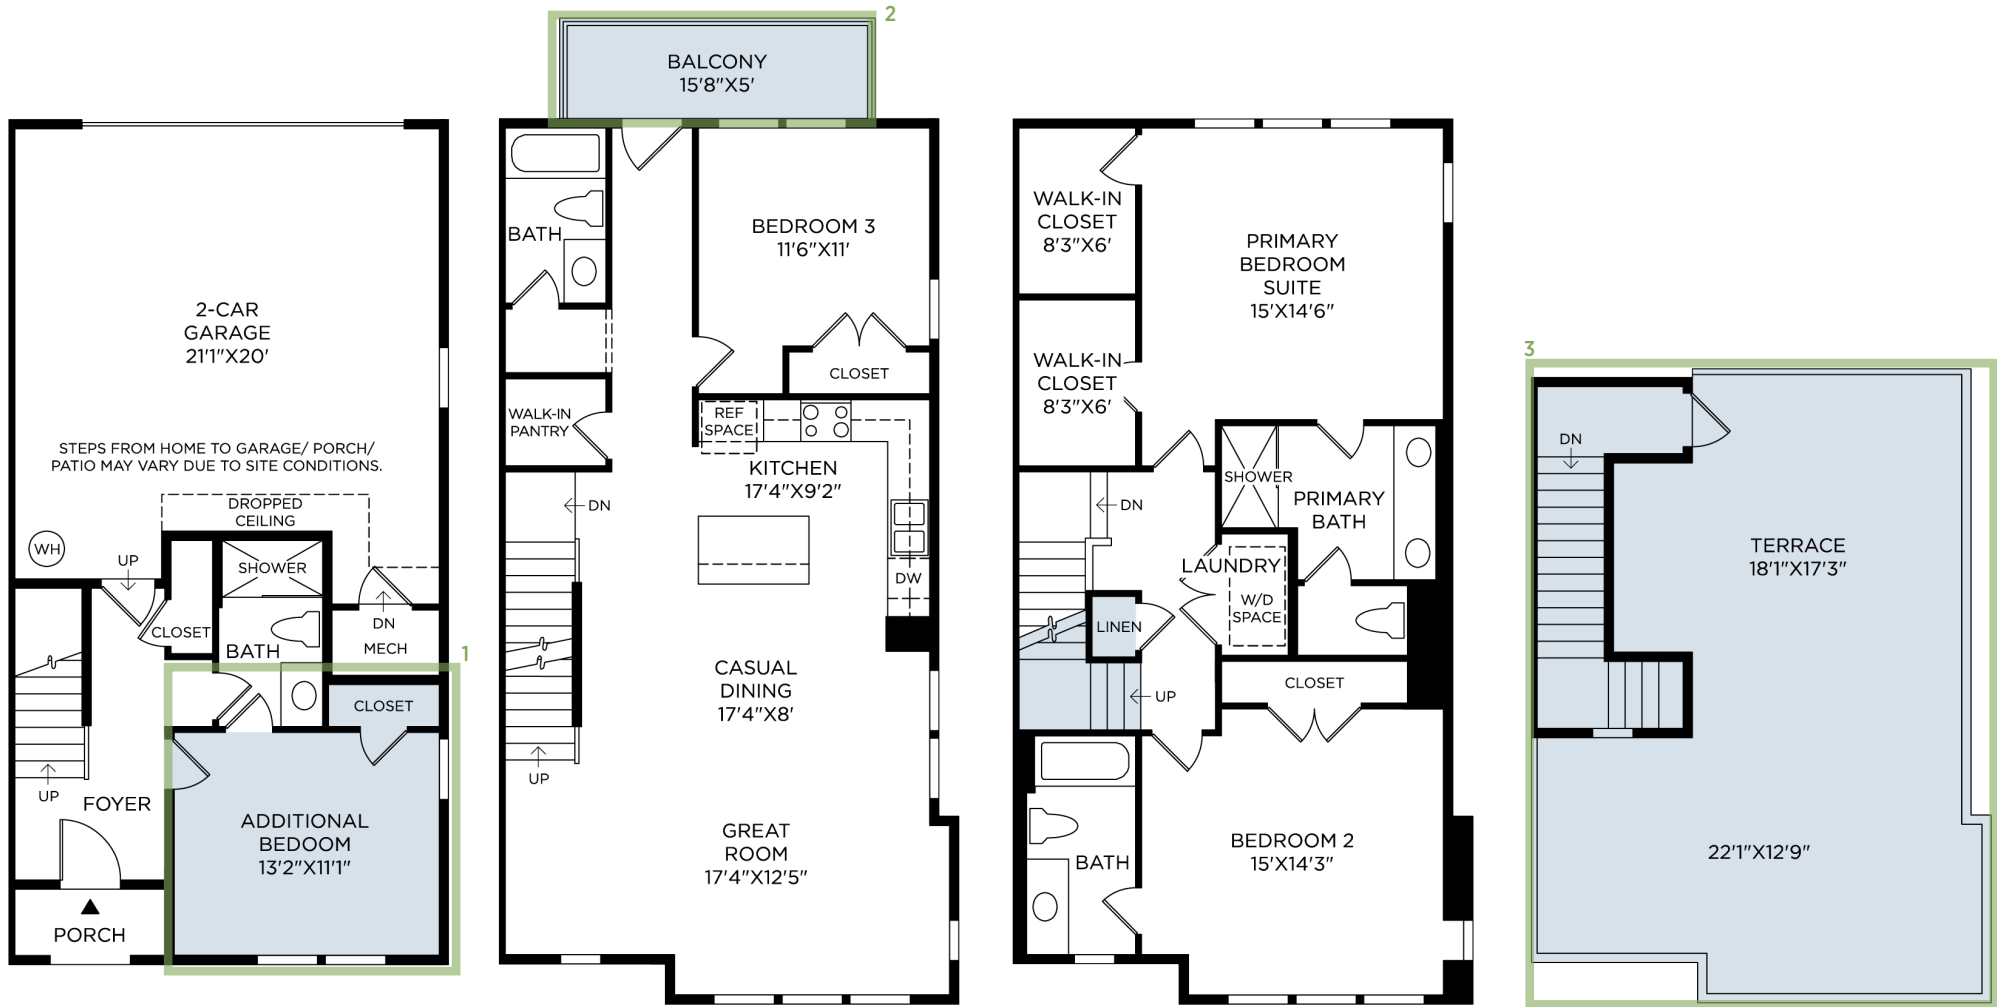 2-CAR
GARAGE
21'1"X20'
STEPS FROM HOME TO GARAGE/ PORCH/
PATIO MAY VARY DUE TO SITE CONDITIONS.
DROPPED
CEILING
WH
UP
SHOWER
CLOSET
DN
MECH
BATH
1
CLOSET
UP
FOYER
ADDITIONAL
BEDOOM
13'2"X11'1"
PORCH
2
BALCONY
15'8"X5'
BATH
BEDROOM 3
11'6"X11'
CLOSET
WALK-IN
PANTRY
REF
SPACE
KITCHEN
17'4"X9'2"
DN
DW
CASUAL
DINING
17'4"X8'
UP
GREAT
ROOM
17'4"X12'5"
WALK-IN
CLOSET
8'3"X6'
PRIMARY
BEDROOM
SUITE
15'X14'6"
WALK-IN
CLOSET
8'3"X6'
SHOWER
PRIMARY
BATH
DN
LAUNDRY
W/D
SPACE
LINEN
UP
CLOSET
BATH
BEDROOM 2
15'X14'3"
3
DN
TERRACE
18'1"X17'3"
22'1"X12'9"